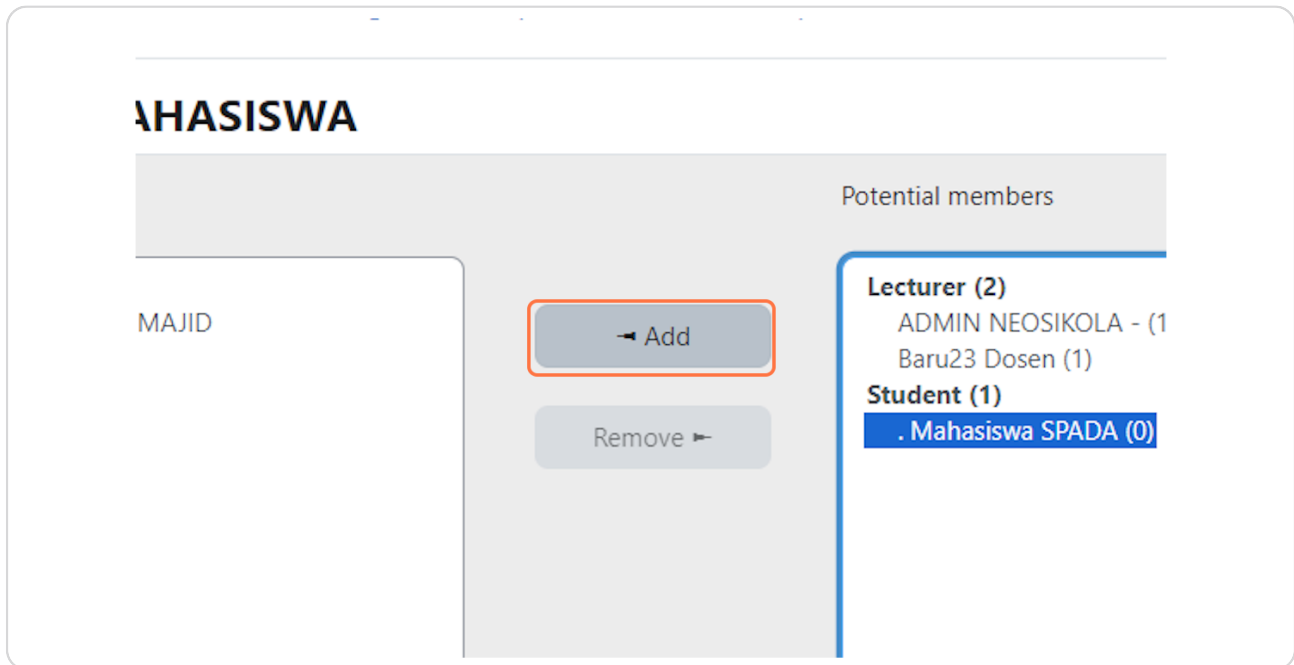 AHASISWA
Potential members
MAJID
Add
Remove
Lecturer (2)
ADMIN NEOSIKOLA - (1
Baru23 Dosen (1)
Student (1)
. Mahasiswa SPADA (0)